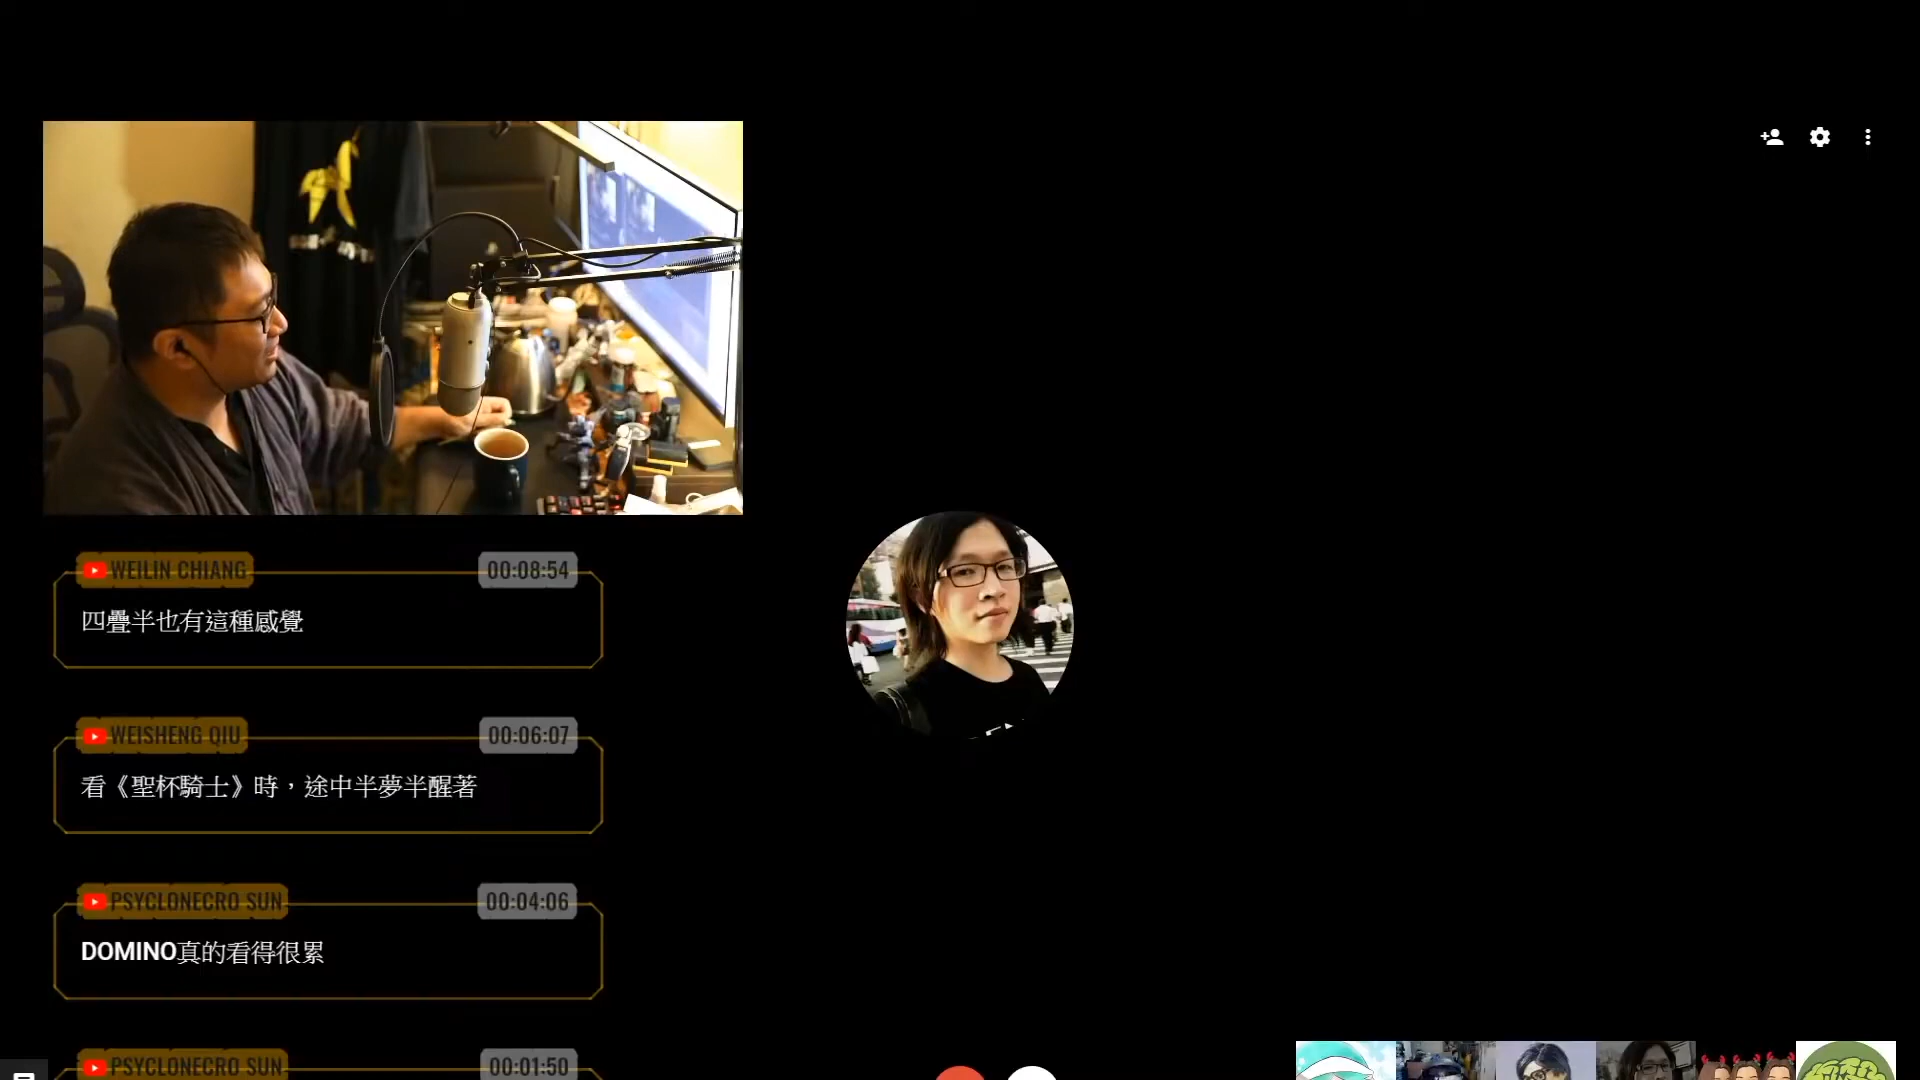 WEILIN CHIANG
00:08:54
四疊半也有這種感覺
WEISHENG QIU
00:06:07
看《聖杯騎士》時，途中半夢半醒著
PSYCLONECRO SUN
00:04:06
DOMINO真的看得很累
PSYCLONECRO SUN
00:01:50